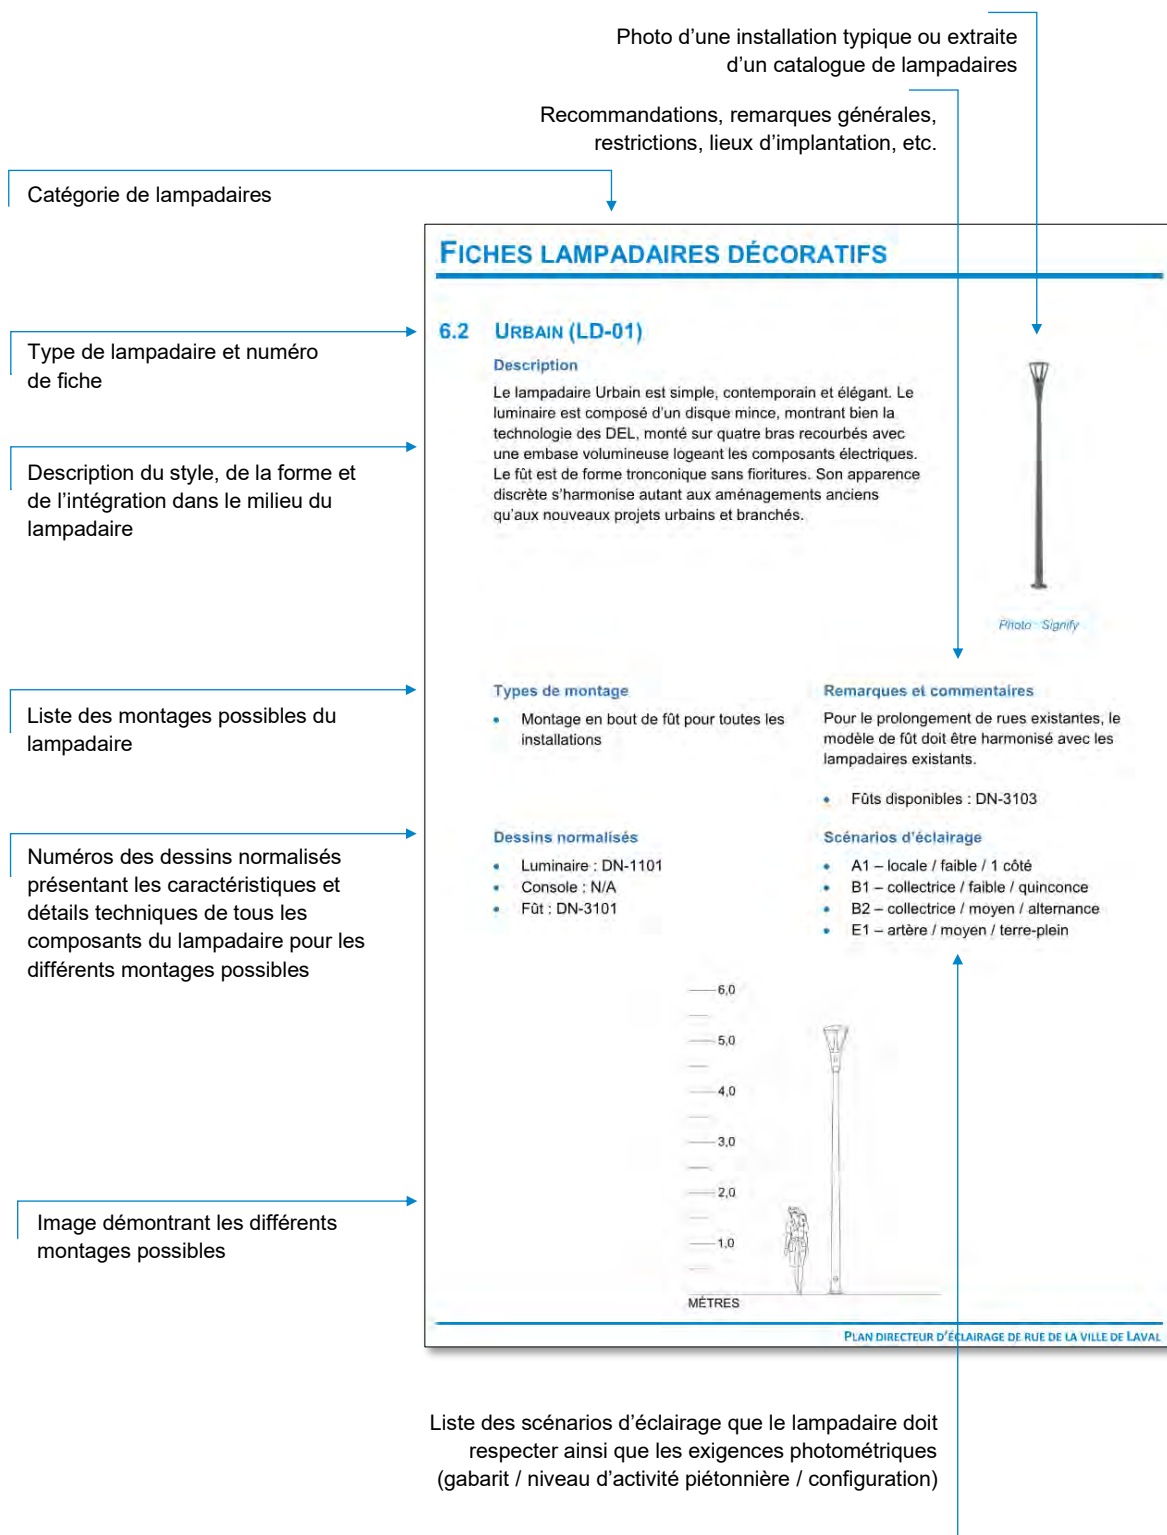 Photo d’une installation typique ou extraite
d’un catalogue de lampadaires
Recommandations, remarques générales,
restrictions, lieux d’implantation, etc.
Catégorie de lampadaires
FICHES LAMPADAIRES DÉCORATIFS
6.2 URBAIN (LD-01)
Type de lampadaire et numéro
de fiche
Description
Le lampadaire Urbain est simple, contemporain et élégant. Le
luminaire est composé d’un disque mince, montrant bien la
technologie des DEL, monté sur quatre bras recourbés avec
une embase volumineuse logeant les composants électriques.
Le fût est de forme tronconique sans fioritures. Son apparence
discrète s’harmonise autant aux aménagements anciens
qu’aux nouveaux projets urbains et branchés.
Description du style, de la forme et
de l’intégration dans le milieu du
lampadaire
Photo : Signify
Types de montage
Montage en bout de fût pour toutes les
installations
Remarques et commentaires
Pour le prolongement de rues existantes, le
modèle de fût doit être harmonisé avec les
lampadaires existants.
Fûts disponibles : DN-3103
Liste des montages possibles du
lampadaire
Dessins normalisés
Luminaire : DN-1101
Console : N/A
Fût : DN-3101
Scénarios d’éclairage
A1 – locale / faible / 1 côté
B1 – collectrice / faible / quinconce
B2 – collectrice / moyen / alternance
E1 – artère / moyen / terre-plein
Numéros des dessins normalisés
présentant les caractéristiques et
détails techniques de tous les
composants du lampadaire pour les
différents montages possibles
6,0
5,0
4,0
3,0
2,0
1,0
MÈTRES
Image démontrant les différents
montages possibles
PLAN DIRECTEUR D’ÉCLAIRAGE DE RUE DE LA VILLE DE LAVAL
Liste des scénarios d’éclairage que le lampadaire doit
respecter ainsi que les exigences photométriques
(gabarit / niveau d’activité piétonnière / configuration)